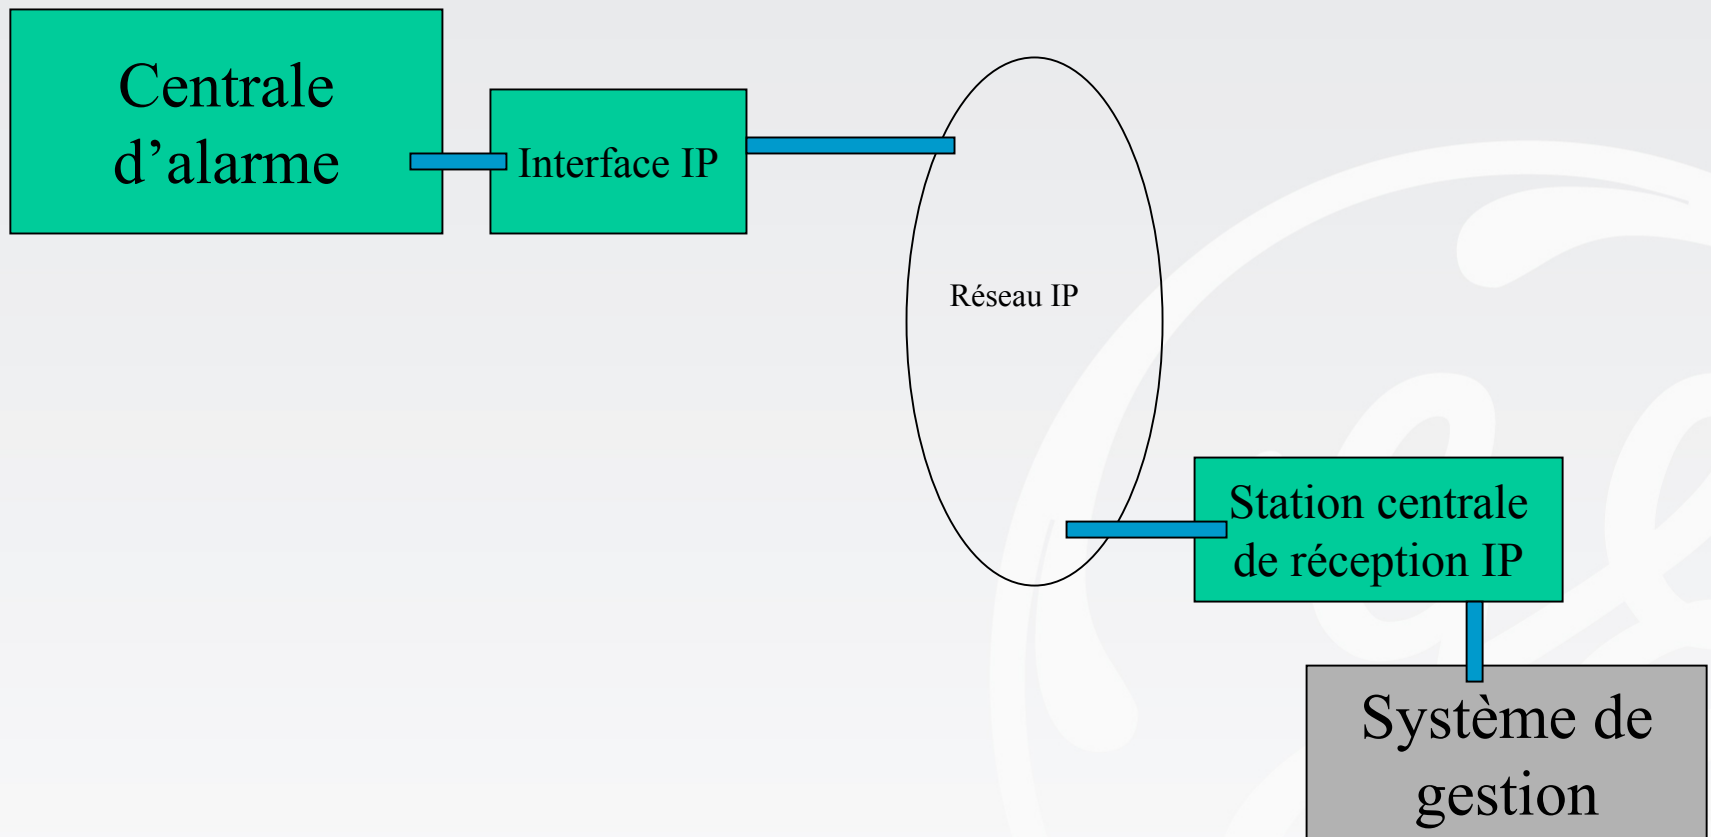 Centrale
d’alarme
Interface IP
Réseau IP
Station centrale
de réception IP
Système de
gestion